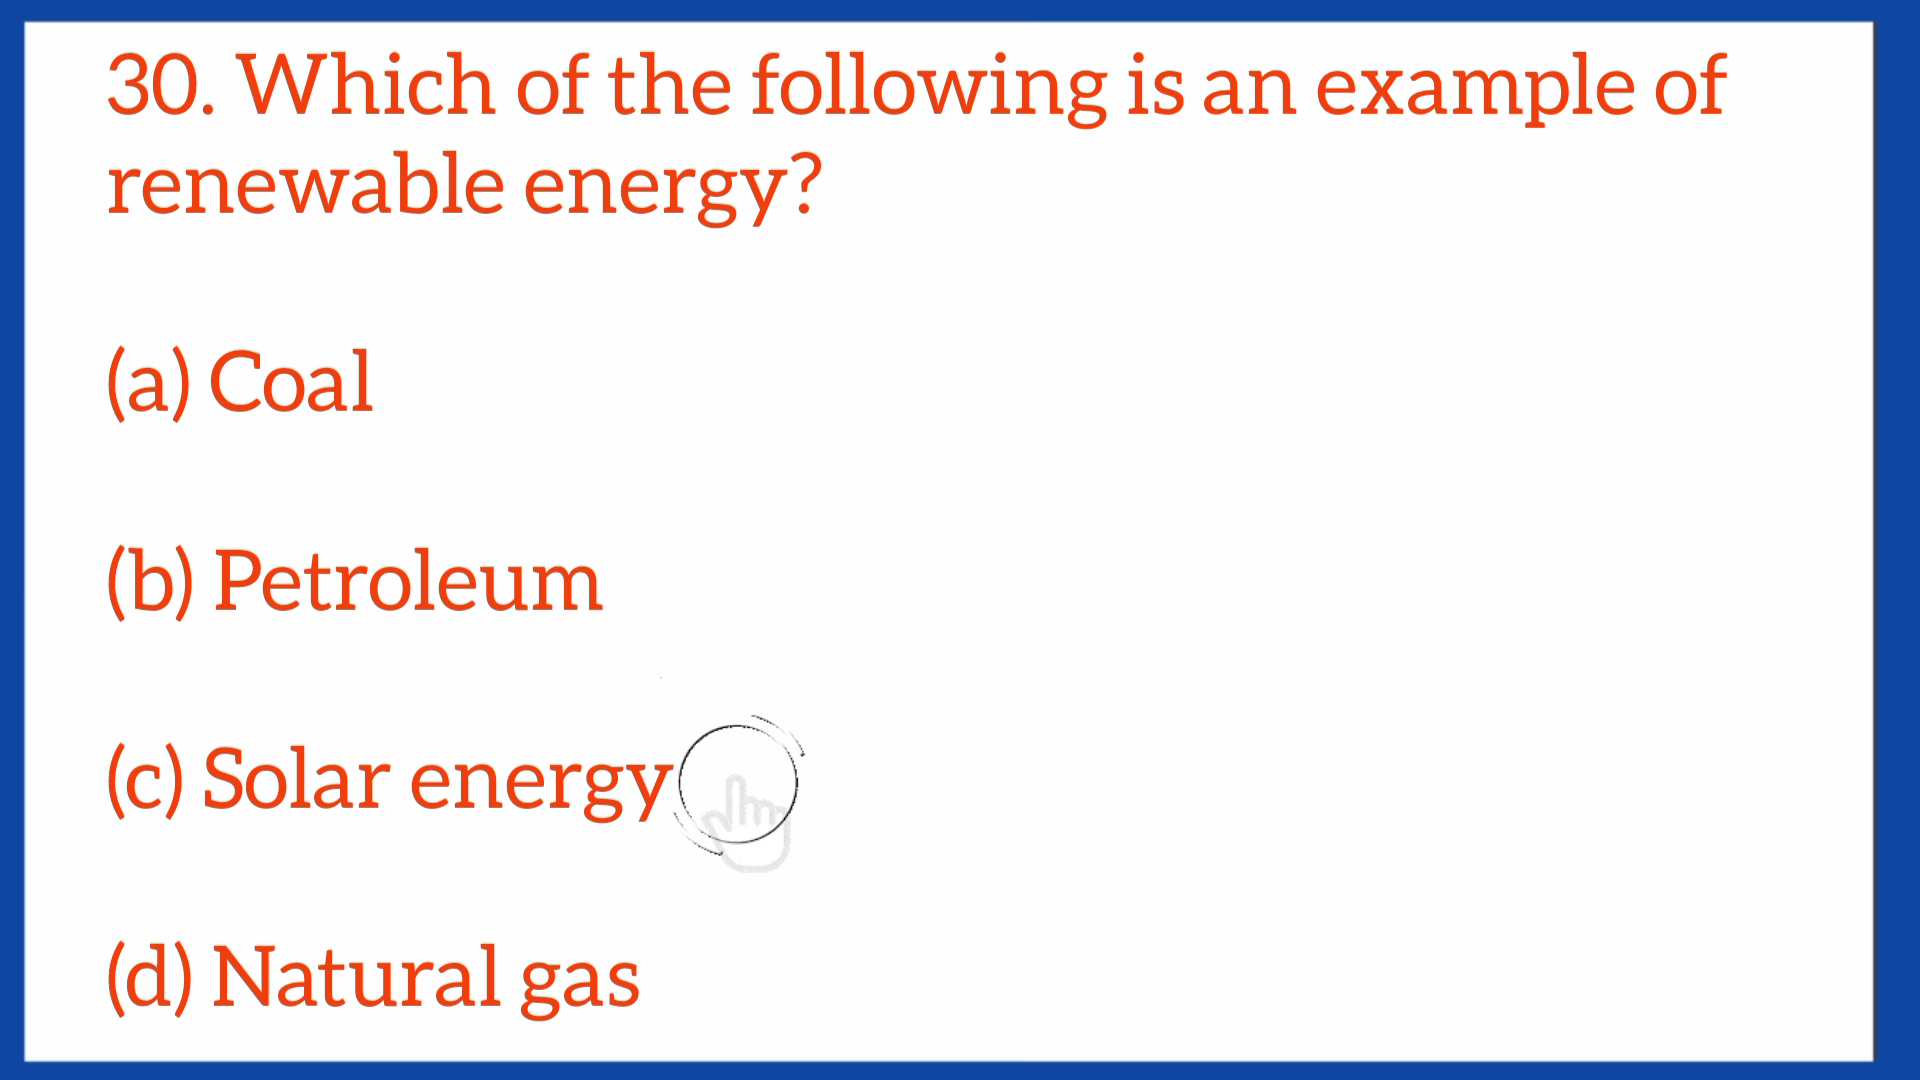 30. Which of the following is an example of
renewable energy?
(a) Coal
(b) Petroleum
(c) Solar energy
(d) Natural gas